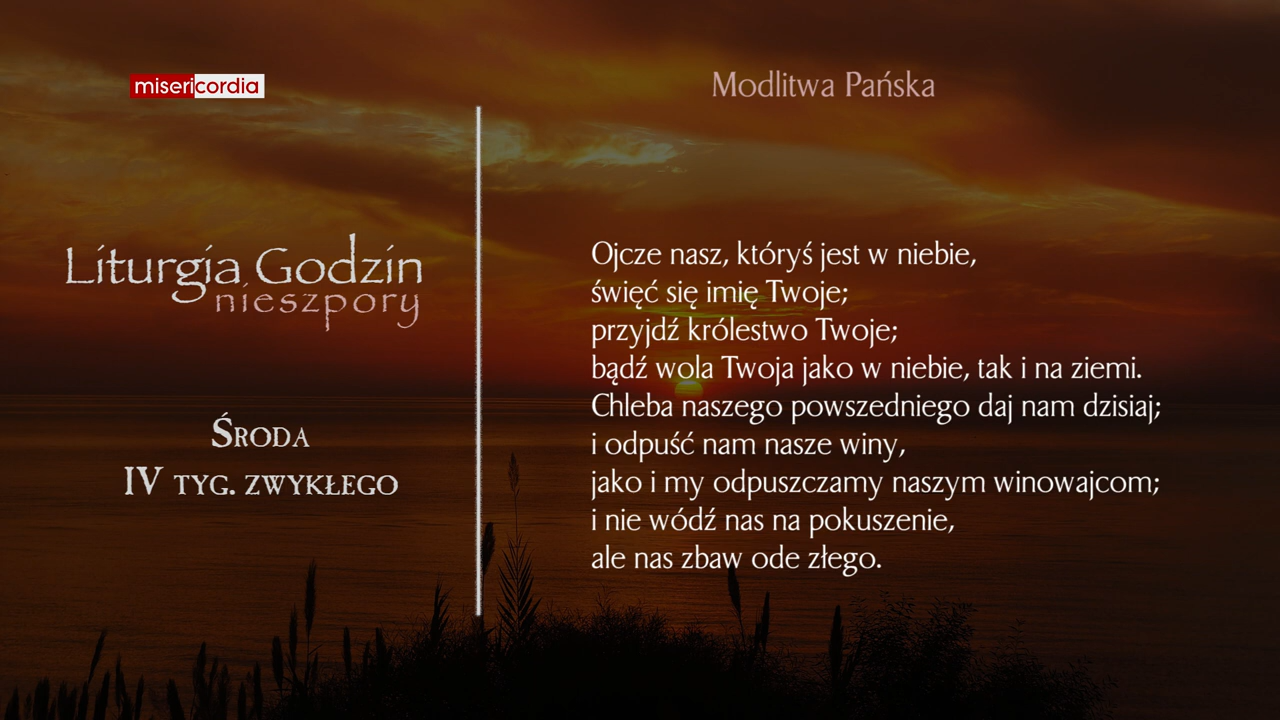 misericordia
Liturgia Godzin
nieszpory
Środa
IV tyg. zwykłego
Modlitwa Pańska
Ojcze nasz, któryś jest w niebie,
święć się imię Twoje;
przyjdź królestwo Twoje;
bądź wola Twoja jako w niebie, tak i na ziemi.
Chleba naszego powszedniego daj nam dzisiaj;
i odpuść nam nasze winy,
jako i my odpuszczamy naszym winowajcom;
i nie wódź nas na pokuszenie,
ale nas zbaw ode złego.